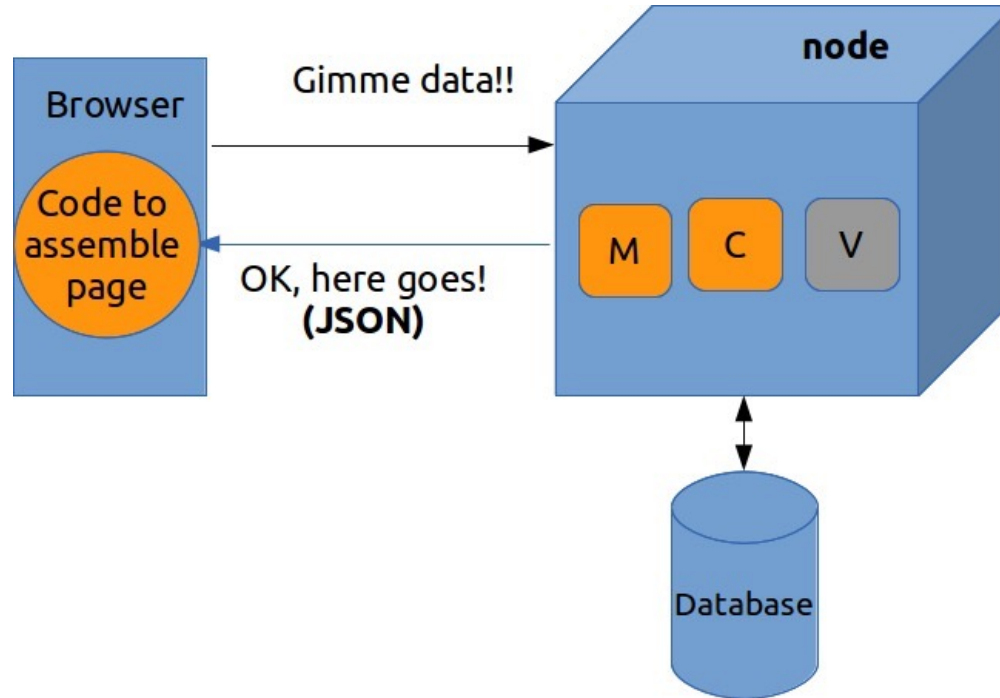 node
Gimme data!!
Browser
Code to
assemble
page
M
C
V
OK, here goes!
(JSON)
Database